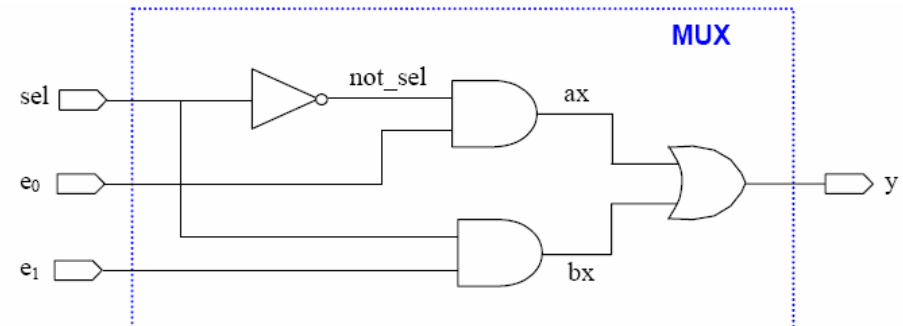 MUX
not_sel
sel
ax
e₀
y
e₁
bx